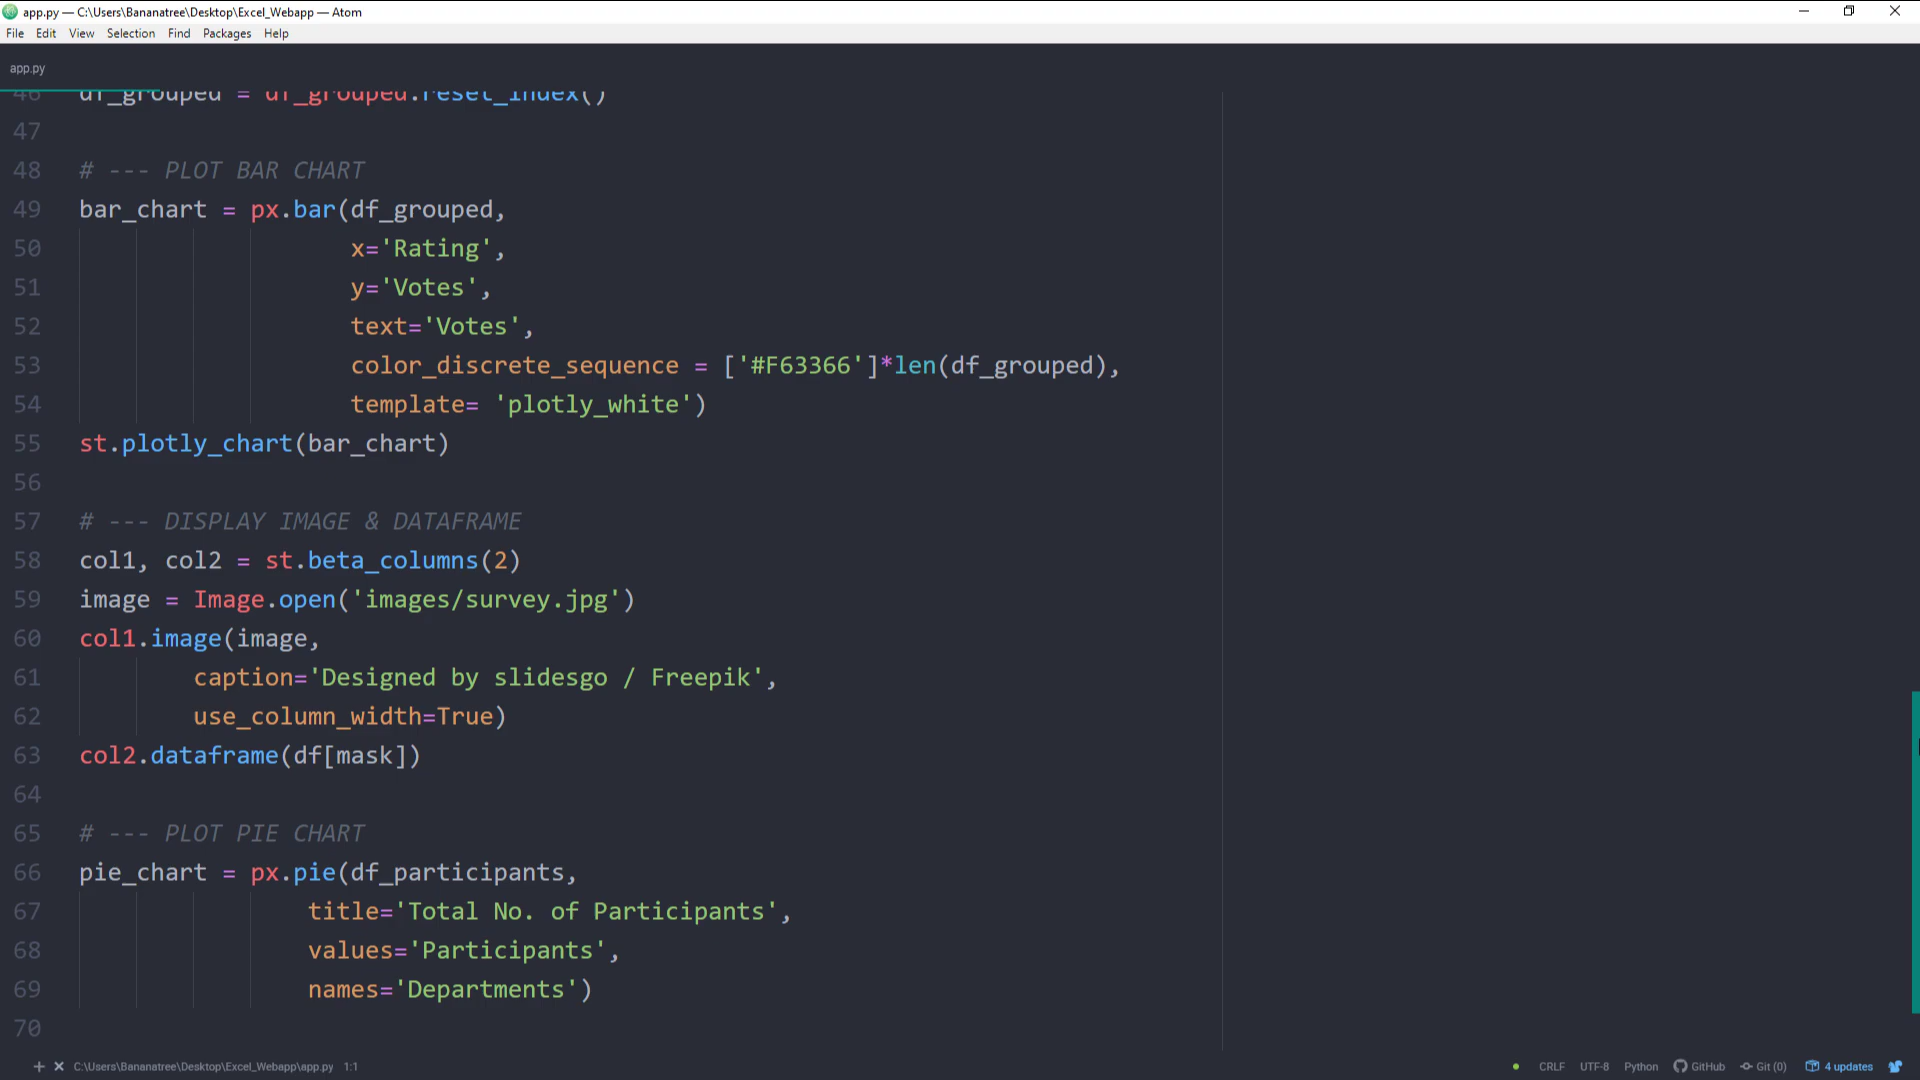 app.py — C:\Users\Bananatree\Desktop\Excel_Webapp — Atom
File Edit View Selection Find Packages Help
app.py
46 df_grouped = df_grouped.reset_index()
47
48 # --- PLOT BAR CHART
49 bar_chart = px.bar(df_grouped,
50 x='Rating',
51 y='Votes',
52 text='Votes',
53 color_discrete_sequence = ['#F63366']*len(df_grouped),
54 template= 'plotly_white')
55 st.plotly_chart(bar_chart)
56
57 # --- DISPLAY IMAGE & DATAFRAME
58 col1, col2 = st.beta_columns(2)
59 image = Image.open('images/survey.jpg')
60 col1.image(image,
61 caption='Designed by slidesgo / Freepik',
62 use_column_width=True)
63 col2.dataframe(df[mask])
64
65 # --- PLOT PIE CHART
66 pie_chart = px.pie(df_participants,
67 title='Total No. of Participants',
68 values='Participants',
69 names='Departments')
70
C:\Users\Bananatree\Desktop\Excel_Webapp\app.py 1:1 CRLF UTF-8 Python GitHub Git (0) 4 updates